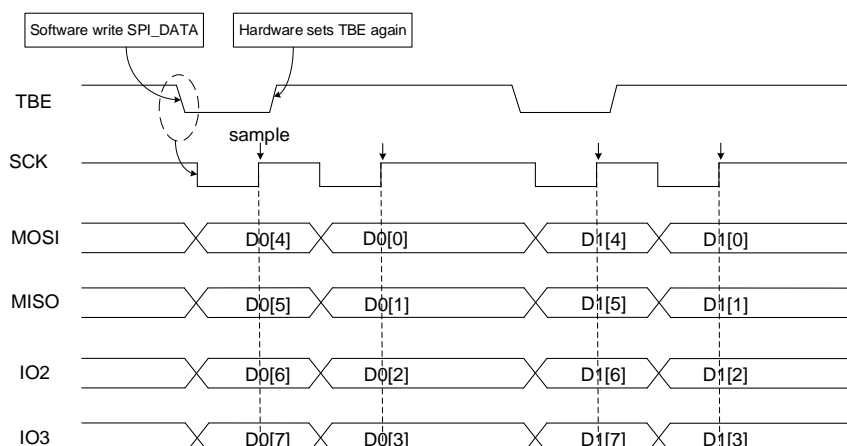 Software write SPI_DATA
Hardware sets TBE again
TBE
sample
SCK
MOSI D0[4] D0[0] D1[4] D1[0]
MISO D0[5] D0[1] D1[5] D1[1]
IO2 D0[6] D0[2] D1[6] D1[2]
IO3 D0[7] D0[3] D1[7] D1[3]